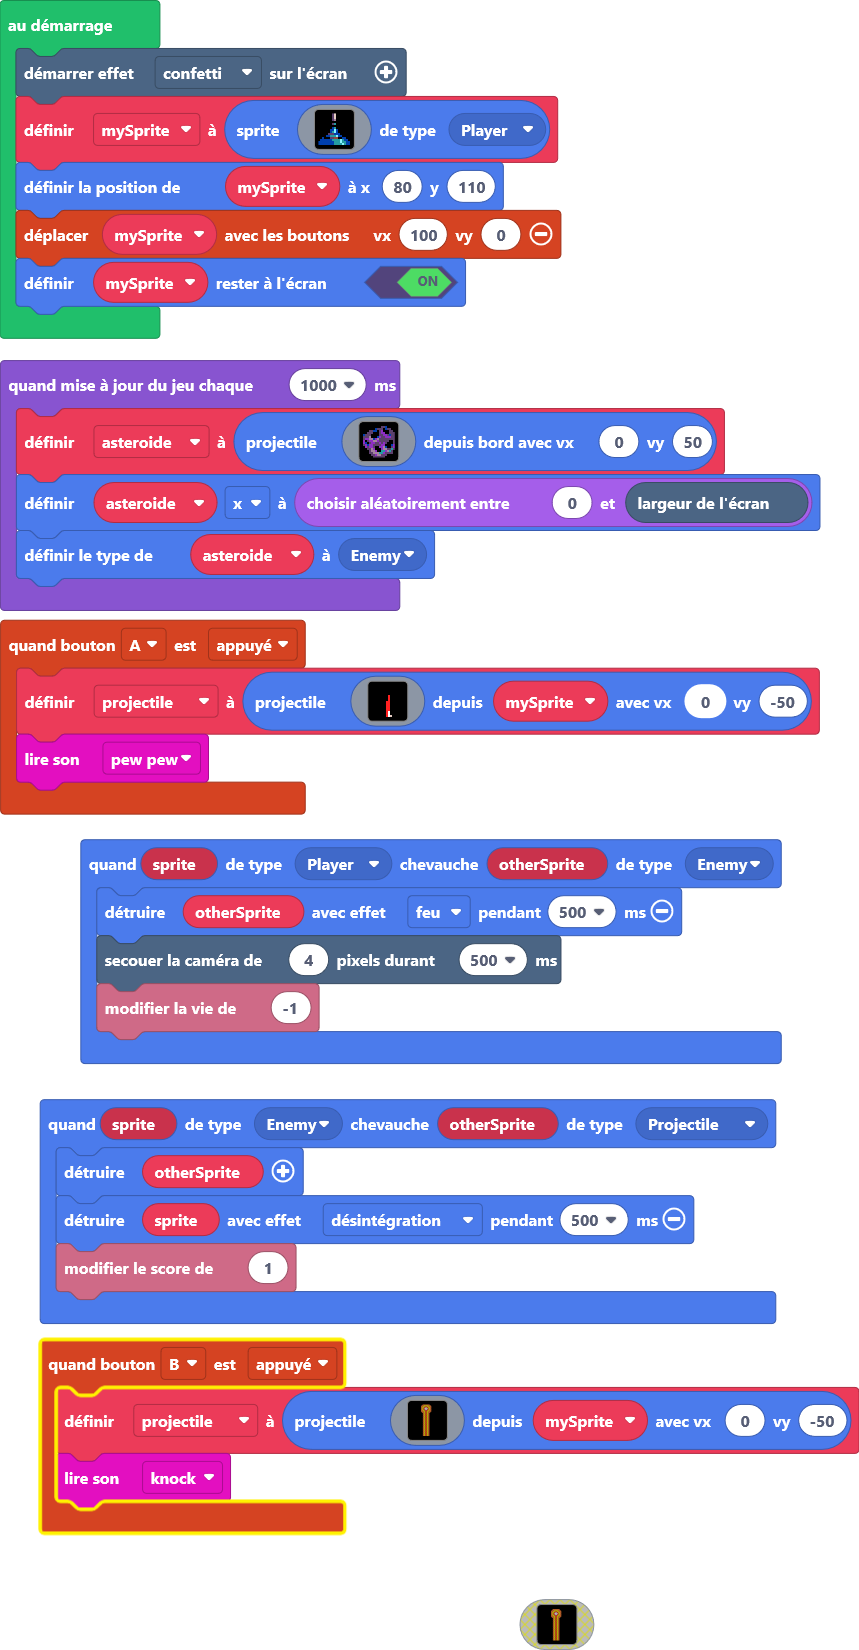 au démarrage
démarrer effet confetti sur l'écran
définir mySprite à sprite de type Player
définir la position de mySprite à x 80 y 110
déplacer mySprite avec les boutons vx 100 vy 0
définir mySprite rester à l'écran ON
quand mise à jour du jeu chaque 1000 ms
définir asteroide à projectile depuis bord avec vx 0 vy 50
définir asteroide x à choisir aléatoirement entre 0 et largeur de l'écran
définir le type de asteroide à Enemy
quand bouton A est appuyé
définir projectile à projectile depuis mySprite avec vx 0 vy -50
lire son pew pew
quand sprite de type Player chevauche otherSprite de type Enemy
détruire otherSprite avec effet feu pendant 500 ms
secouer la caméra de 4 pixels durant 500 ms
modifier la vie de -1
quand sprite de type Enemy chevauche otherSprite de type Projectile
détruire otherSprite
détruire sprite avec effet désintégration pendant 500 ms
modifier le score de 1
quand bouton B est appuyé
définir projectile à projectile depuis mySprite avec vx 0 vy -50
lire son knock